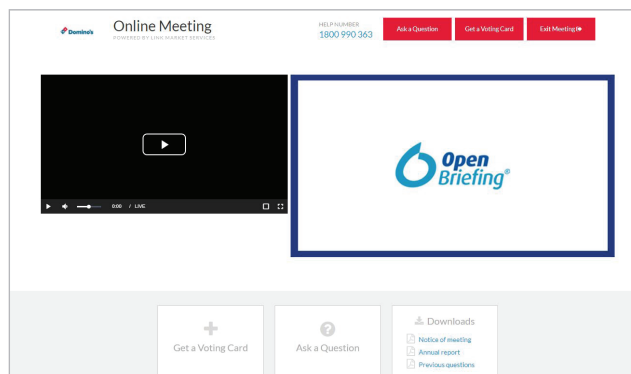 Domino's
Online Meeting
POWERED BY LINK MARKET SERVICES
HELP NUMBER
1800 990 363
Ask a Question
Get a Voting Card
Exit Meeting
0:00 / LIVE
Open
Briefing®
Get a Voting Card
Ask a Question
Downloads
Notice of meeting
Annual report
Previous questions